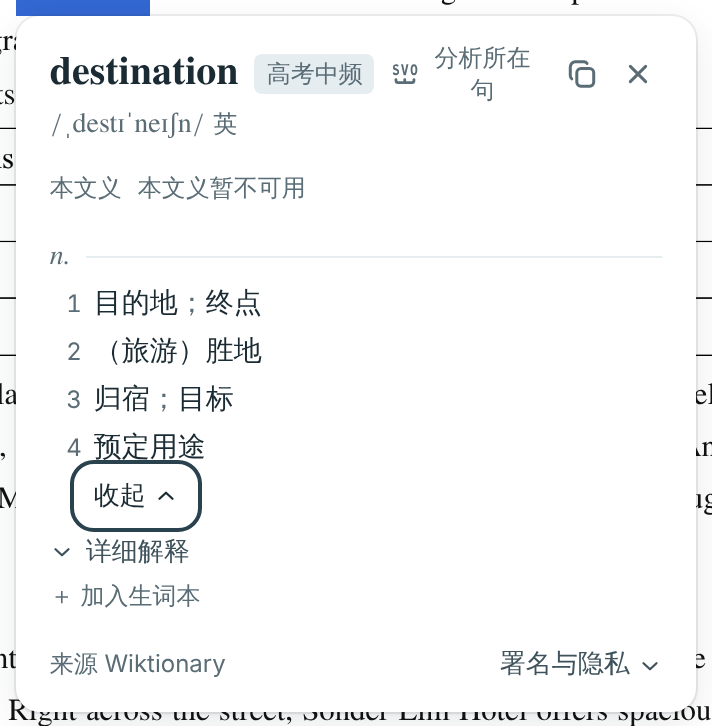 destination 高考中频 SVO 分析所在句
/ˌdestɪˈneɪʃn/ 英
本文义 本文义暂不可用
n.
1 目的地；终点
2 （旅游）胜地
3 归宿；目标
4 预定用途
收起
详细解释
+ 加入生词本
来源 Wiktionary 署名与隐私
Right across the street, Sonder Elm Hotel offers spaciou